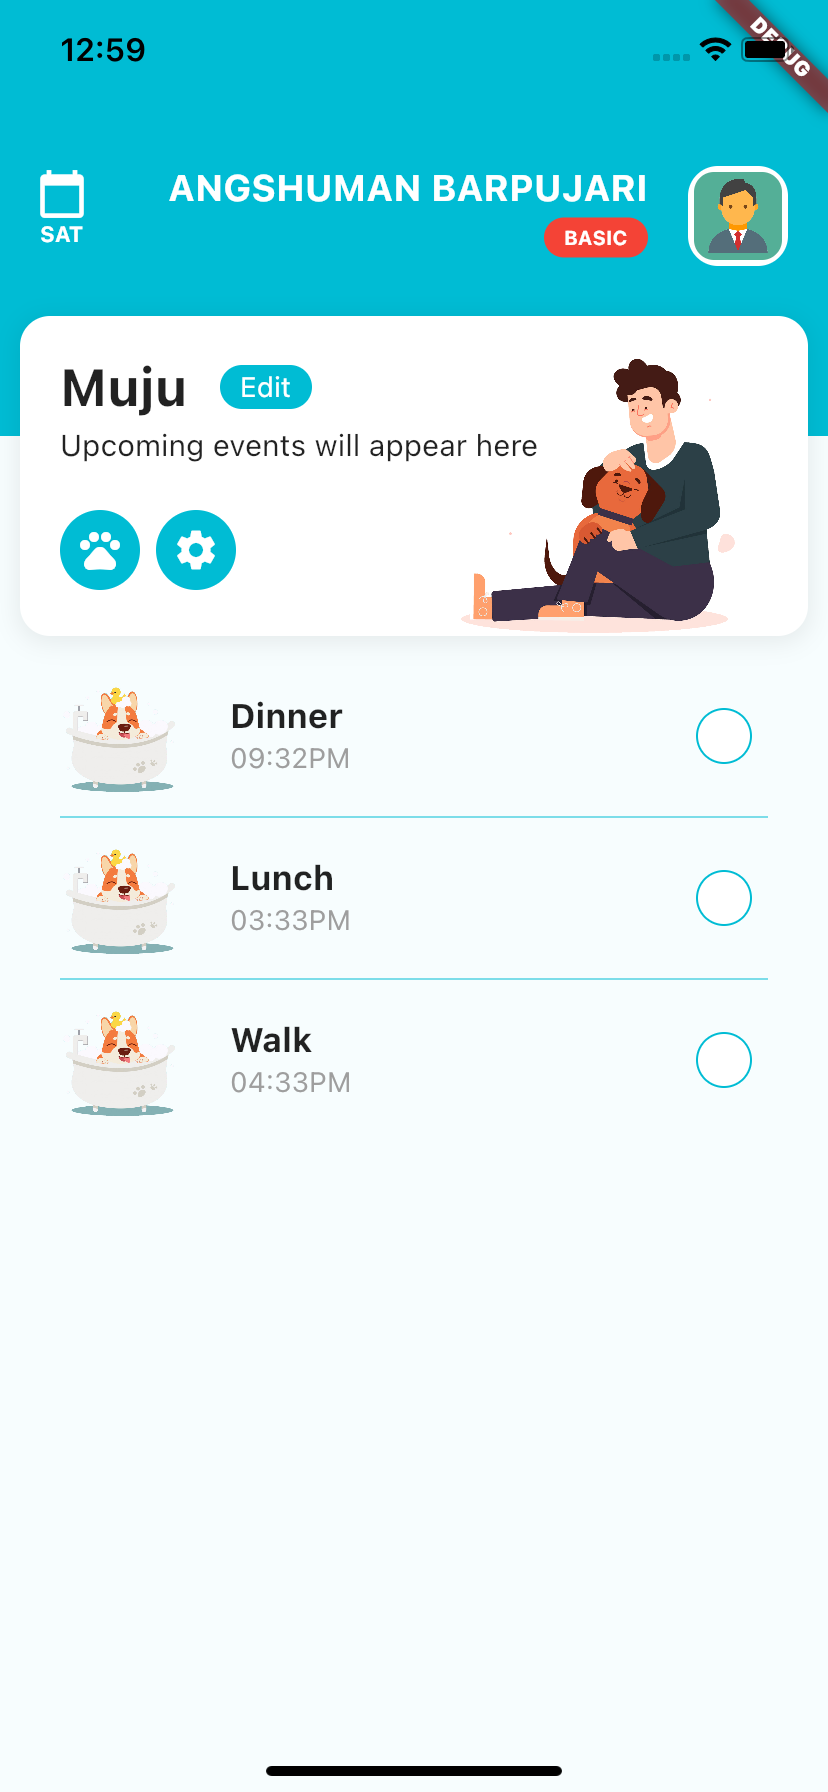 12:59
DEBUG
SAT
ANGSHUMAN BARPUJARI
BASIC
Muju
Edit
Upcoming events will appear here
Dinner
09:32PM
Lunch
03:33PM
Walk
04:33PM